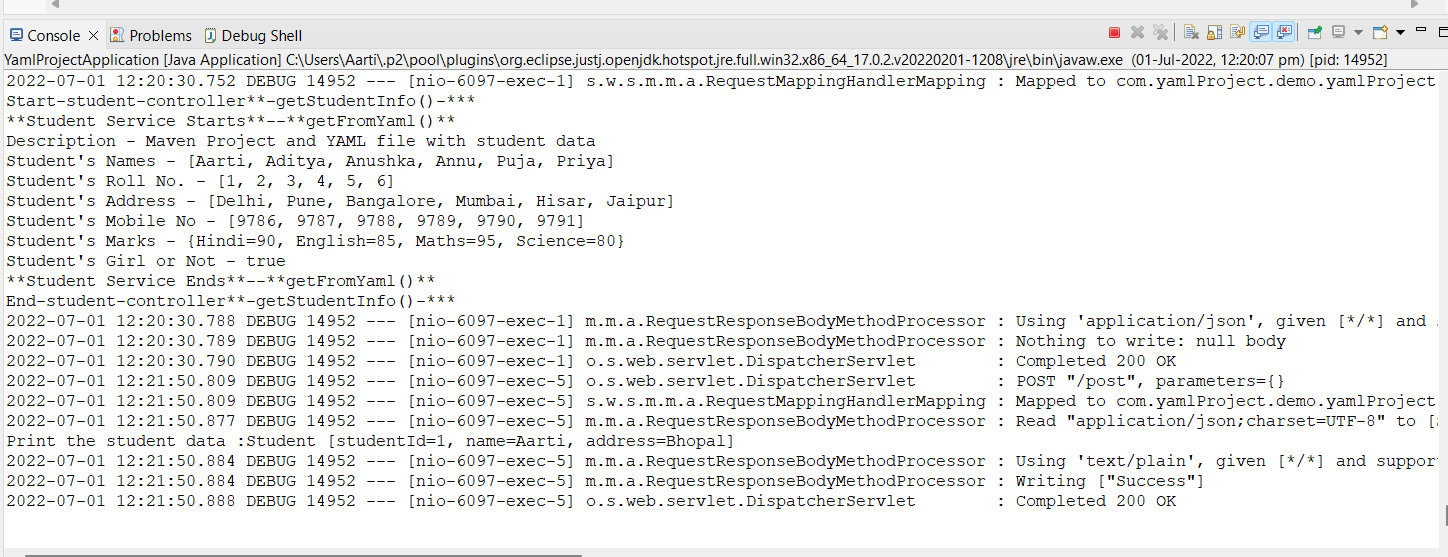 Console Problems Debug Shell
YamlProjectApplication [Java Application] C:\Users\Aarti\.p2\pool\plugins\org.eclipse.justj.openjdk.hotspot.jre.full.win32.x86_64_17.0.2.v20220201-1208\jre\bin\javaw.exe (01-Jul-2022, 12:20:07 pm) [pid: 14952]
2022-07-01 12:20:30.752 DEBUG 14952 --- [nio-6097-exec-1] s.w.s.m.m.a.RequestMappingHandlerMapping : Mapped to com.yamlProject.demo.yamlProject
Start-student-controller**-getStudentInfo()-***
**Student Service Starts**--**getFromYaml()**
Description - Maven Project and YAML file with student data
Student's Names - [Aarti, Aditya, Anushka, Annu, Puja, Priya]
Student's Roll No. - [1, 2, 3, 4, 5, 6]
Student's Address - [Delhi, Pune, Bangalore, Mumbai, Hisar, Jaipur]
Student's Mobile No - [9786, 9787, 9788, 9789, 9790, 9791]
Student's Marks - {Hindi=90, English=85, Maths=95, Science=80}
Student's Girl or Not - true
**Student Service Ends**--**getFromYaml()**
End-student-controller**-getStudentInfo()-***
2022-07-01 12:20:30.788 DEBUG 14952 --- [nio-6097-exec-1] m.m.a.RequestResponseBodyMethodProcessor : Using 'application/json', given [*/*] and
2022-07-01 12:20:30.789 DEBUG 14952 --- [nio-6097-exec-1] m.m.a.RequestResponseBodyMethodProcessor : Nothing to write: null body
2022-07-01 12:20:30.790 DEBUG 14952 --- [nio-6097-exec-1] o.s.web.servlet.DispatcherServlet : Completed 200 OK
2022-07-01 12:21:50.809 DEBUG 14952 --- [nio-6097-exec-5] o.s.web.servlet.DispatcherServlet : POST "/post", parameters={}
2022-07-01 12:21:50.809 DEBUG 14952 --- [nio-6097-exec-5] s.w.s.m.m.a.RequestMappingHandlerMapping : Mapped to com.yamlProject.demo.yamlProject
2022-07-01 12:21:50.877 DEBUG 14952 --- [nio-6097-exec-5] m.m.a.RequestResponseBodyMethodProcessor : Read "application/json;charset=UTF-8" to [
Print the student data :Student [studentId=1, name=Aarti, address=Bhopal]
2022-07-01 12:21:50.884 DEBUG 14952 --- [nio-6097-exec-5] m.m.a.RequestResponseBodyMethodProcessor : Using 'text/plain', given [*/*] and suppor
2022-07-01 12:21:50.884 DEBUG 14952 --- [nio-6097-exec-5] m.m.a.RequestResponseBodyMethodProcessor : Writing ["Success"]
2022-07-01 12:21:50.888 DEBUG 14952 --- [nio-6097-exec-5] o.s.web.servlet.DispatcherServlet : Completed 200 OK